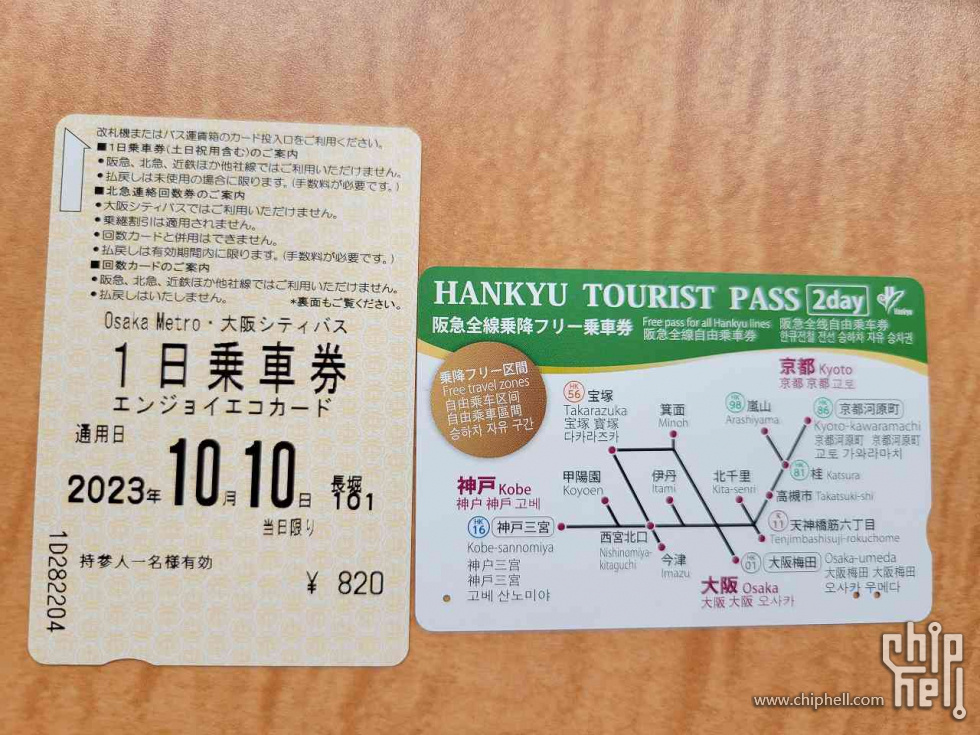 改札機またはバス運賃箱のカード投入口をご利用ください。
■1日乗車券(土日祝用含む)のご案内
•阪急、北急、近鉄ほか他社線ではご利用いただけません。
•払戻しは未使用の場合に限ります。(手数料が必要です。)
■北急連絡回数券のご案内
•大阪シティバスではご利用いただけません。
•乗継割引は適用されません。
•回数カードと併用はできません。
•払戻しは有効期間内に限ります。(手数料が必要です。)
■回数カードのご案内
•阪急、北急、近鉄ほか他社線ではご利用いただけません。
•払戻しはいたしません。
*裏面もご覧ください。
Osaka Metro・大阪シティバス
1日乗車券
エンジョイエコカード
通用日
2023年10月10日
長堀
101
当日限り
持参人一名様有効
¥ 820
1D282204
HANKYU TOURIST PASS 2day
Hankyu
阪急全線乗降フリー乗車券
Free pass for all Hankyu lines
阪急全線自由乗車券
阪急全线自由乘车券
한큐전철 전선 승하차 자유 승차권
乗降フリー区間
Free travel zones
自由乘车区间
自由乘車區間
승하차 자유 구간
京都 Kyoto
京都 京都 교토
HK 56 宝塚
Takarazuka
宝塚 寶塚
다카라즈카
箕面
Minoh
HK 98 嵐山
Arashiyama
HK 86 京都河原町
Kyoto-kawaramachi
京都河原町 京都河原町
교토 가와라마치
HK 81 桂 Katsura
神戸 Kobe
神户 神戶 고베
甲陽園
Koyoen
伊丹
Itami
北千里
Kita-senri
高槻市 Takatsuki-shi
HK 16 神戸三宮
Kobe-sannomiya
神户三宫
神戶三宮
고베 산노미야
西宮北口
Nishinomiya-
kitaguchi
今津
Imazu
K 11 天神橋筋六丁目
Tenjimbashisuji-rokuchome
HK 01 大阪梅田
Osaka-umeda
大阪梅田 大阪梅田
오사카 우메다
大阪 Osaka
大阪 大阪 오사카
chip
hell
www.chiphell.com